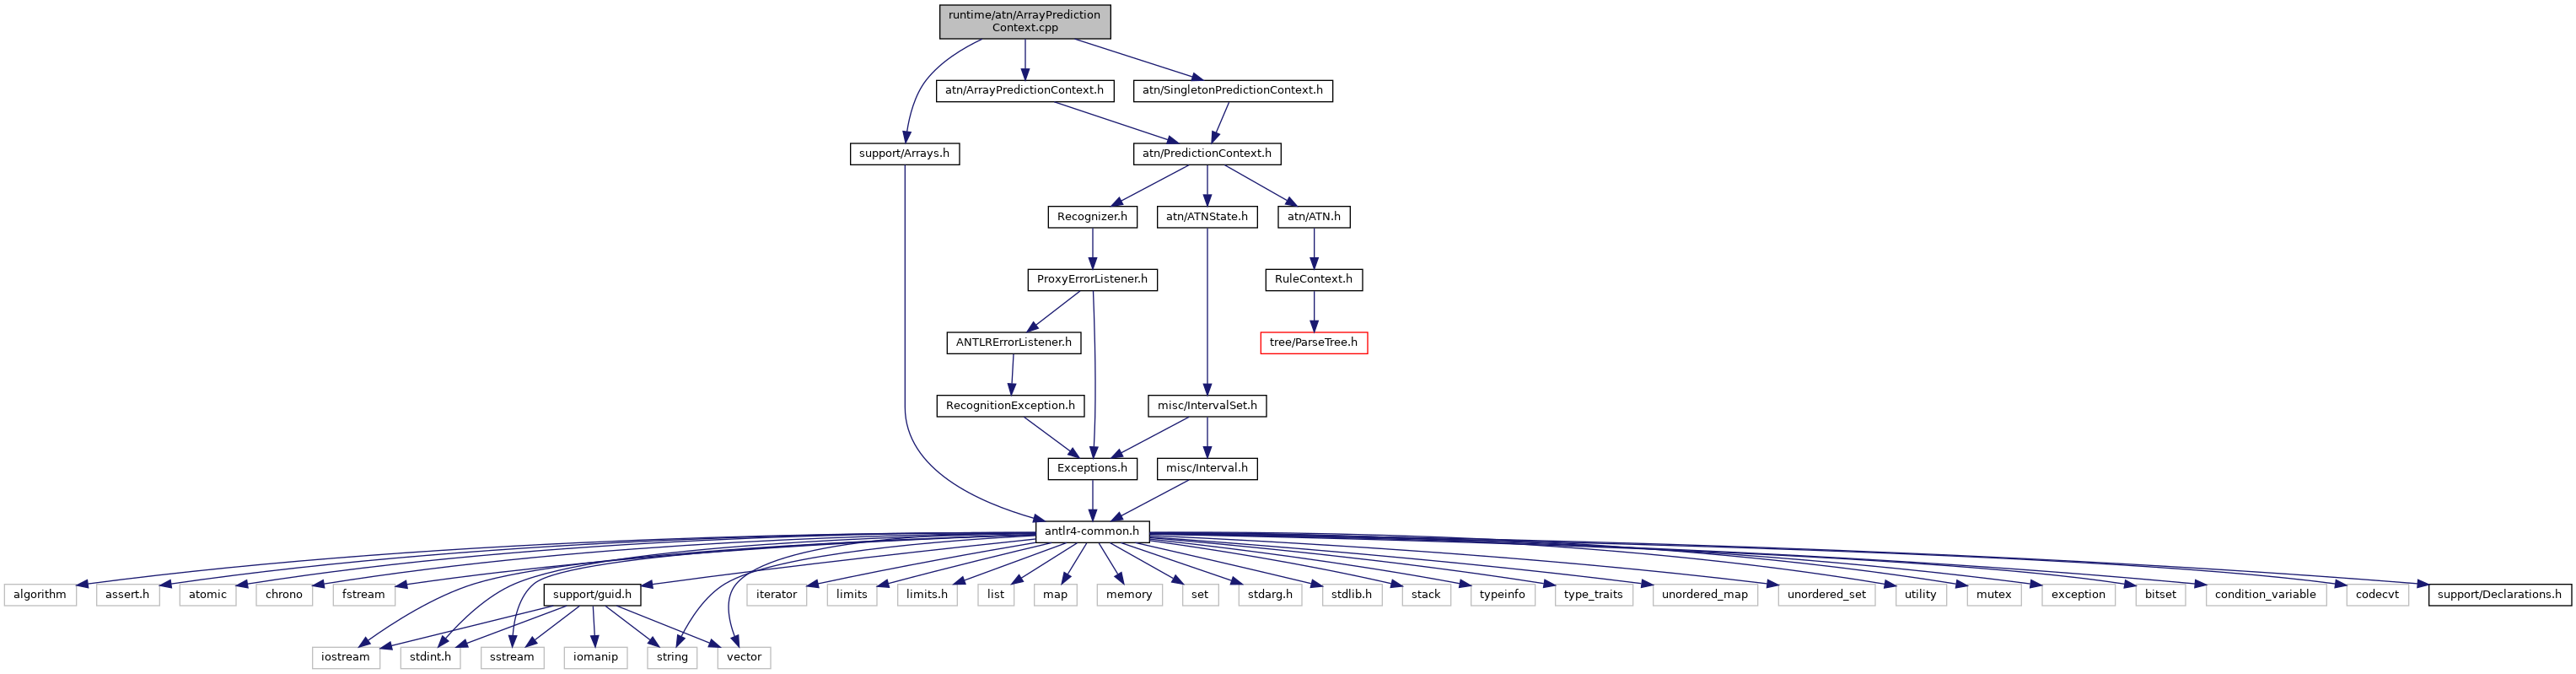 runtime/atn/ArrayPrediction
Context.cpp
atn/ArrayPredictionContext.h
atn/SingletonPredictionContext.h
support/Arrays.h
atn/PredictionContext.h
Recognizer.h
atn/ATNState.h
atn/ATN.h
ProxyErrorListener.h
RuleContext.h
ANTLRErrorListener.h
tree/ParseTree.h
RecognitionException.h
misc/IntervalSet.h
Exceptions.h
misc/Interval.h
antlr4-common.h
algorithm
assert.h
atomic
chrono
fstream
support/guid.h
iterator
limits
limits.h
list
map
memory
set
stdarg.h
stdlib.h
stack
typeinfo
type_traits
unordered_map
unordered_set
utility
mutex
exception
bitset
condition_variable
codecvt
support/Declarations.h
iostream
stdint.h
sstream
iomanip
string
vector